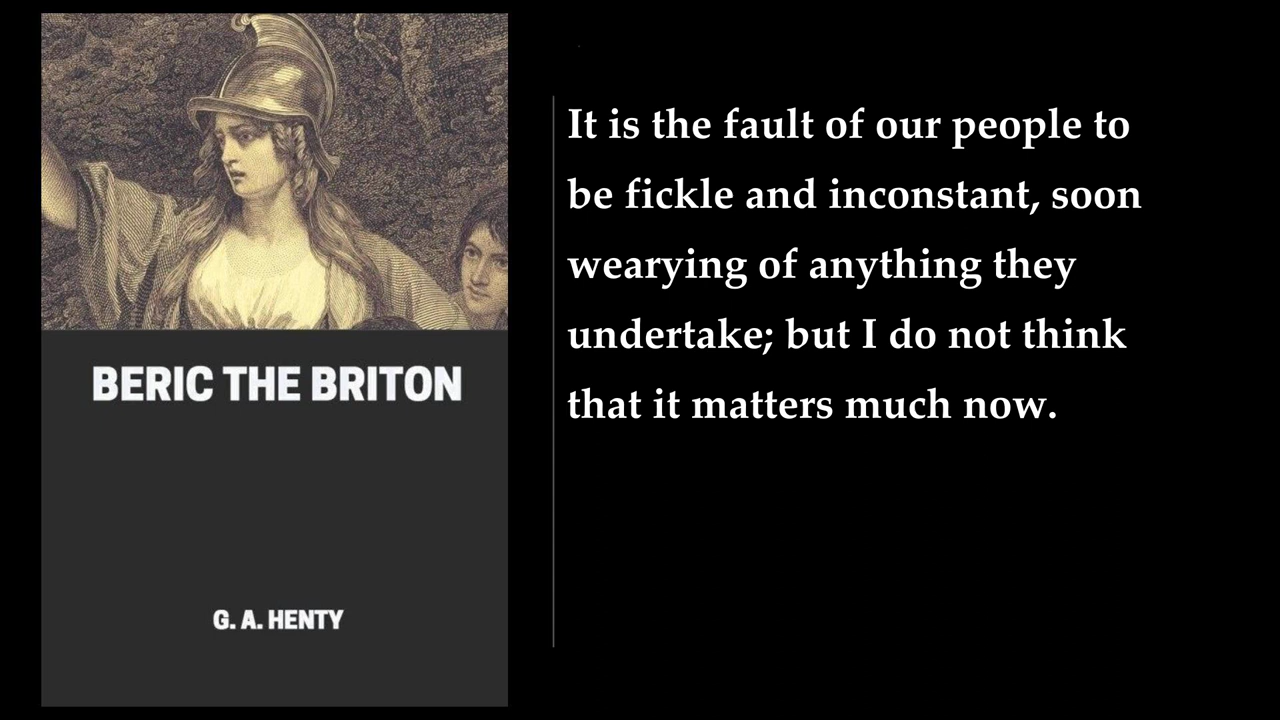 BERIC THE BRITON
G. A. HENTY
It is the fault of our people to
be fickle and inconstant, soon
wearying of anything they
undertake; but I do not think
that it matters much now.